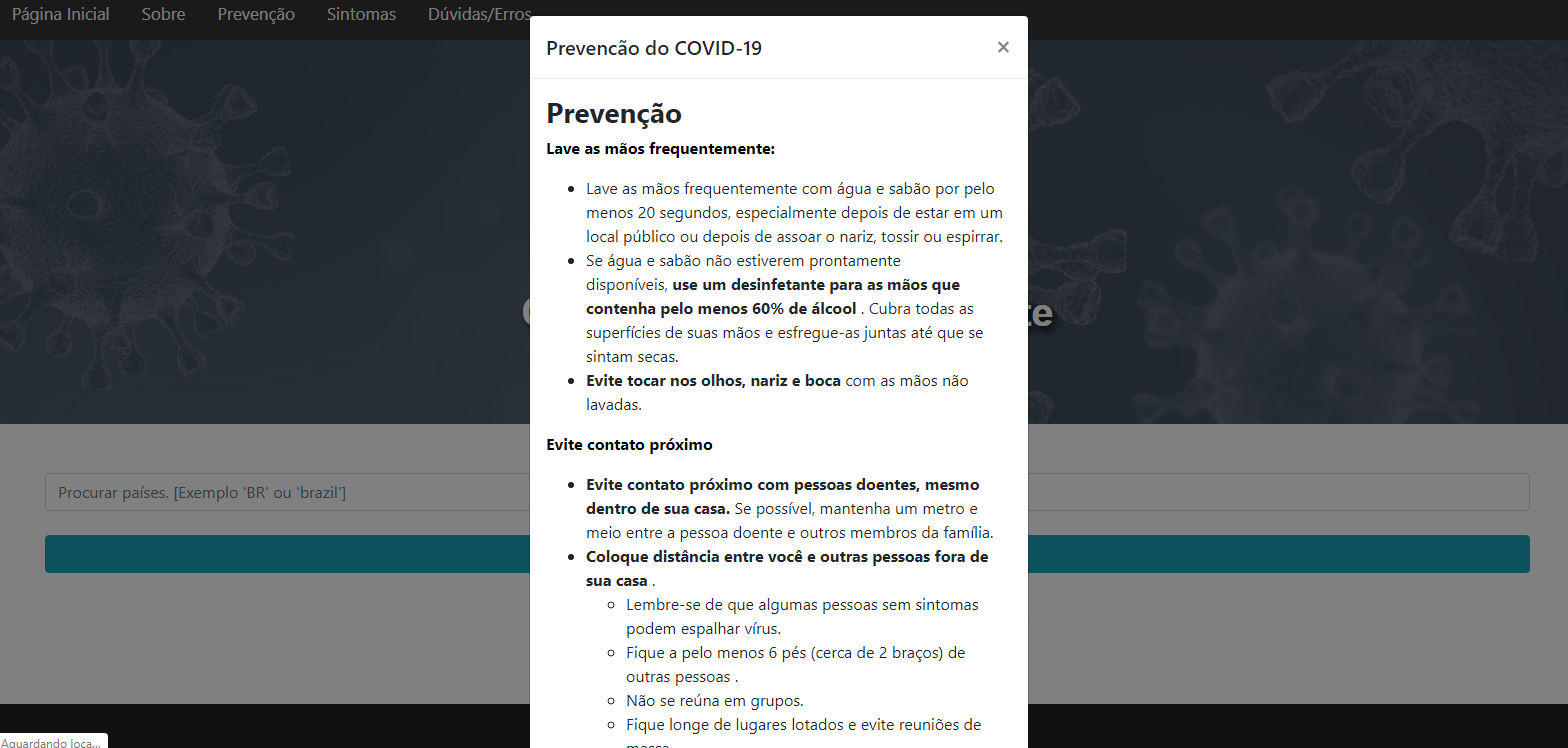 Página Inicial Sobre Prevenção Sintomas Dúvidas/Erros
Prevencão do COVID-19 ×
Prevenção
Lave as mãos frequentemente:
Lave as mãos frequentemente com água e sabão por pelo
menos 20 segundos, especialmente depois de estar em um
local público ou depois de assoar o nariz, tossir ou espirrar.
Se água e sabão não estiverem prontamente
disponíveis, use um desinfetante para as mãos que
contenha pelo menos 60% de álcool . Cubra todas as
superfícies de suas mãos e esfregue-as juntas até que se
sintam secas.
Evite tocar nos olhos, nariz e boca com as mãos não
lavadas.
Evite contato próximo
Procurar países. [Exemplo 'BR' ou 'brazil']
Evite contato próximo com pessoas doentes, mesmo
dentro de sua casa. Se possível, mantenha um metro e
meio entre a pessoa doente e outros membros da família.
Coloque distância entre você e outras pessoas fora de
sua casa .
Lembre-se de que algumas pessoas sem sintomas
podem espalhar vírus.
Fique a pelo menos 6 pés (cerca de 2 braços) de
outras pessoas .
Não se reúna em grupos.
Fique longe de lugares lotados e evite reuniões de
massa
Aguardando loca...